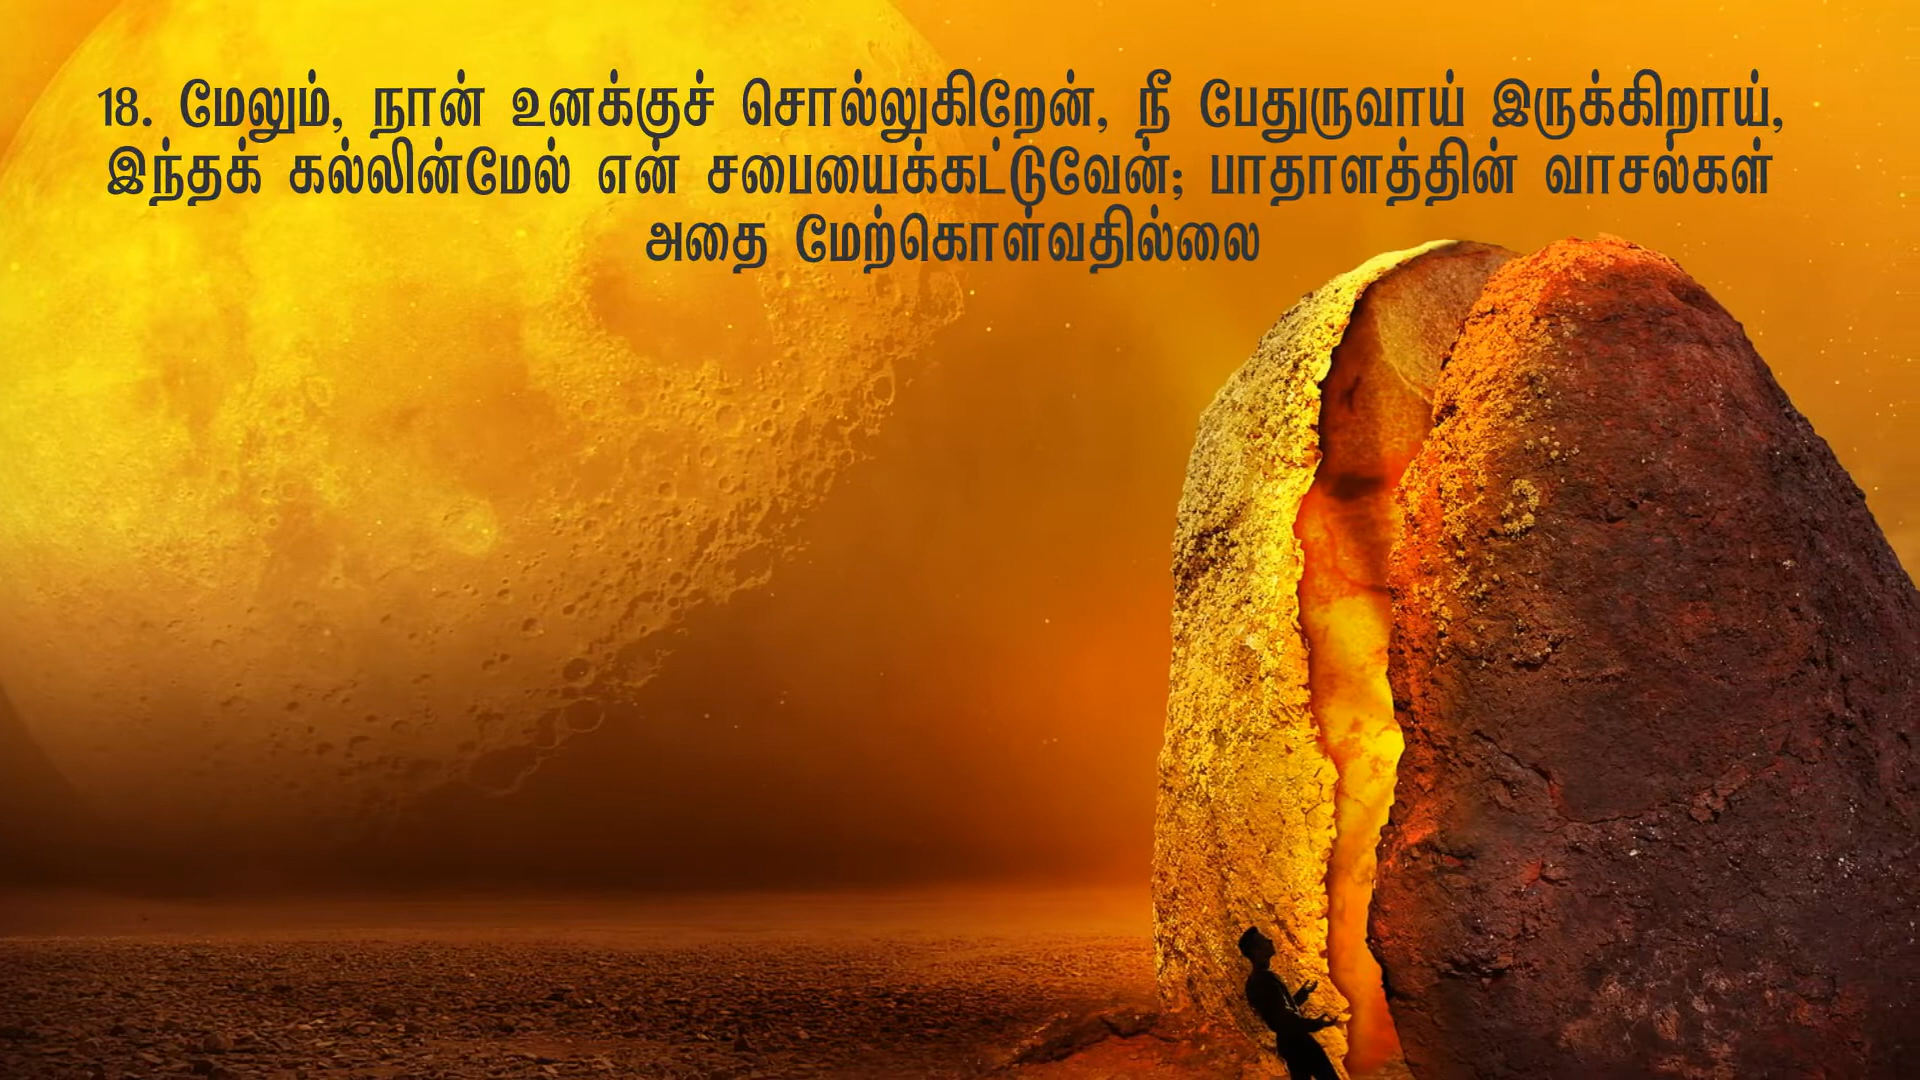 18. மேலும், நான் உனக்குச் சொல்லுகிறேன், நீ பேதுருவாய் இருக்கிறாய்,
இந்தக் கல்லின்மேல் என் சபையைக்கட்டுவேன்; பாதாளத்தின் வாசல்கள்
அதை மேற்கொள்வதில்லை